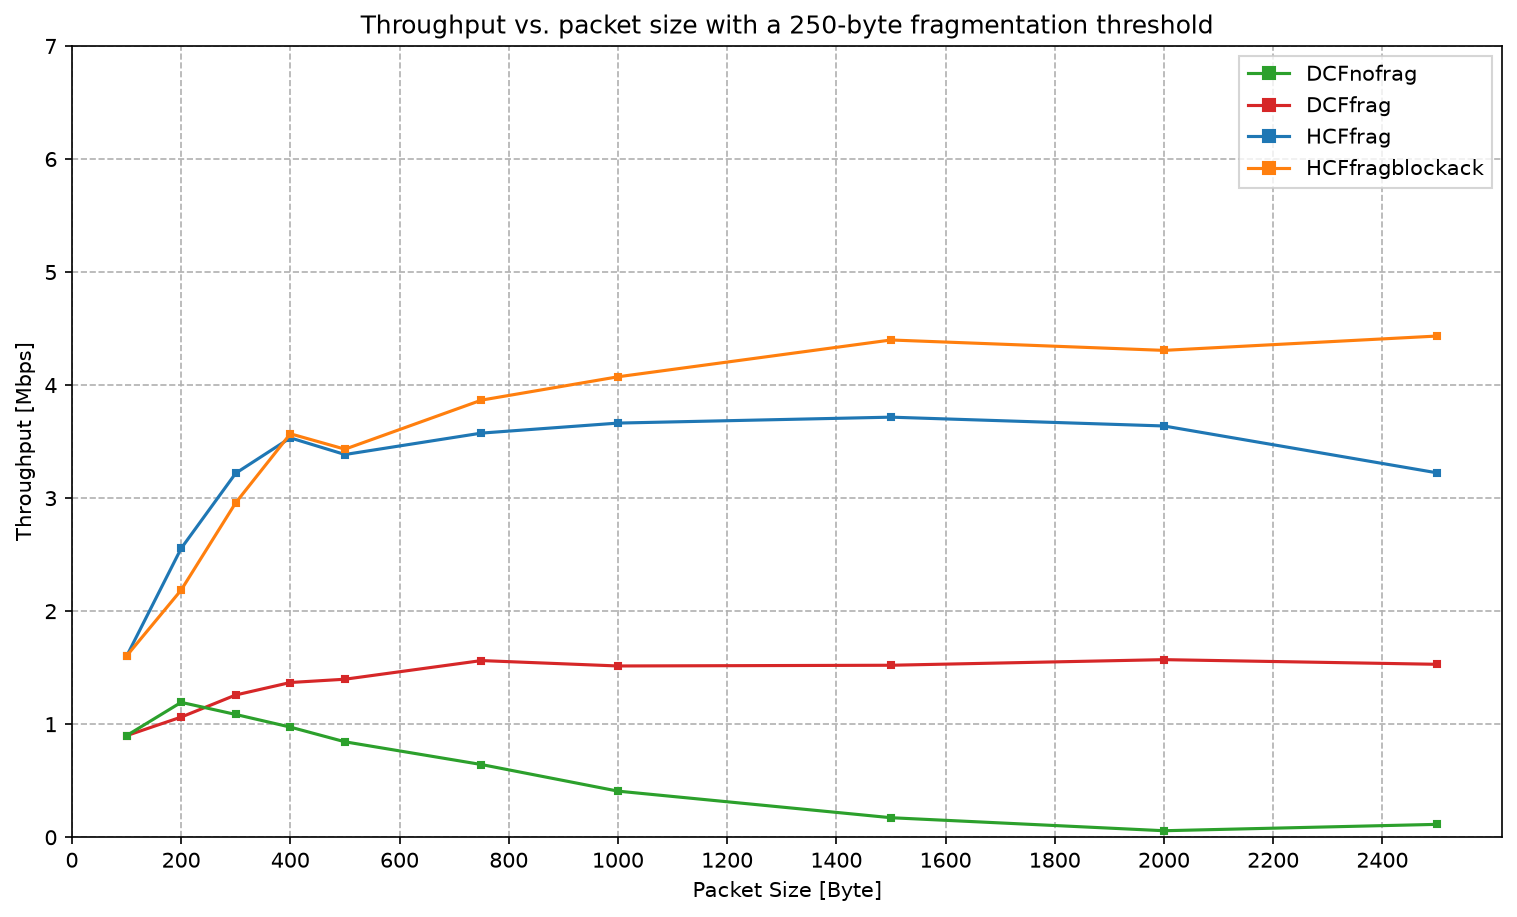 Throughput vs. packet size with a 250-byte fragmentation threshold
DCFnofrag
DCFfrag
HCFfrag
HCFfragblockack
Throughput [Mbps]
7
6
5
4
3
2
1
0
0 200 400 600 800 1000 1200 1400 1600 1800 2000 2200 2400
Packet Size [Byte]